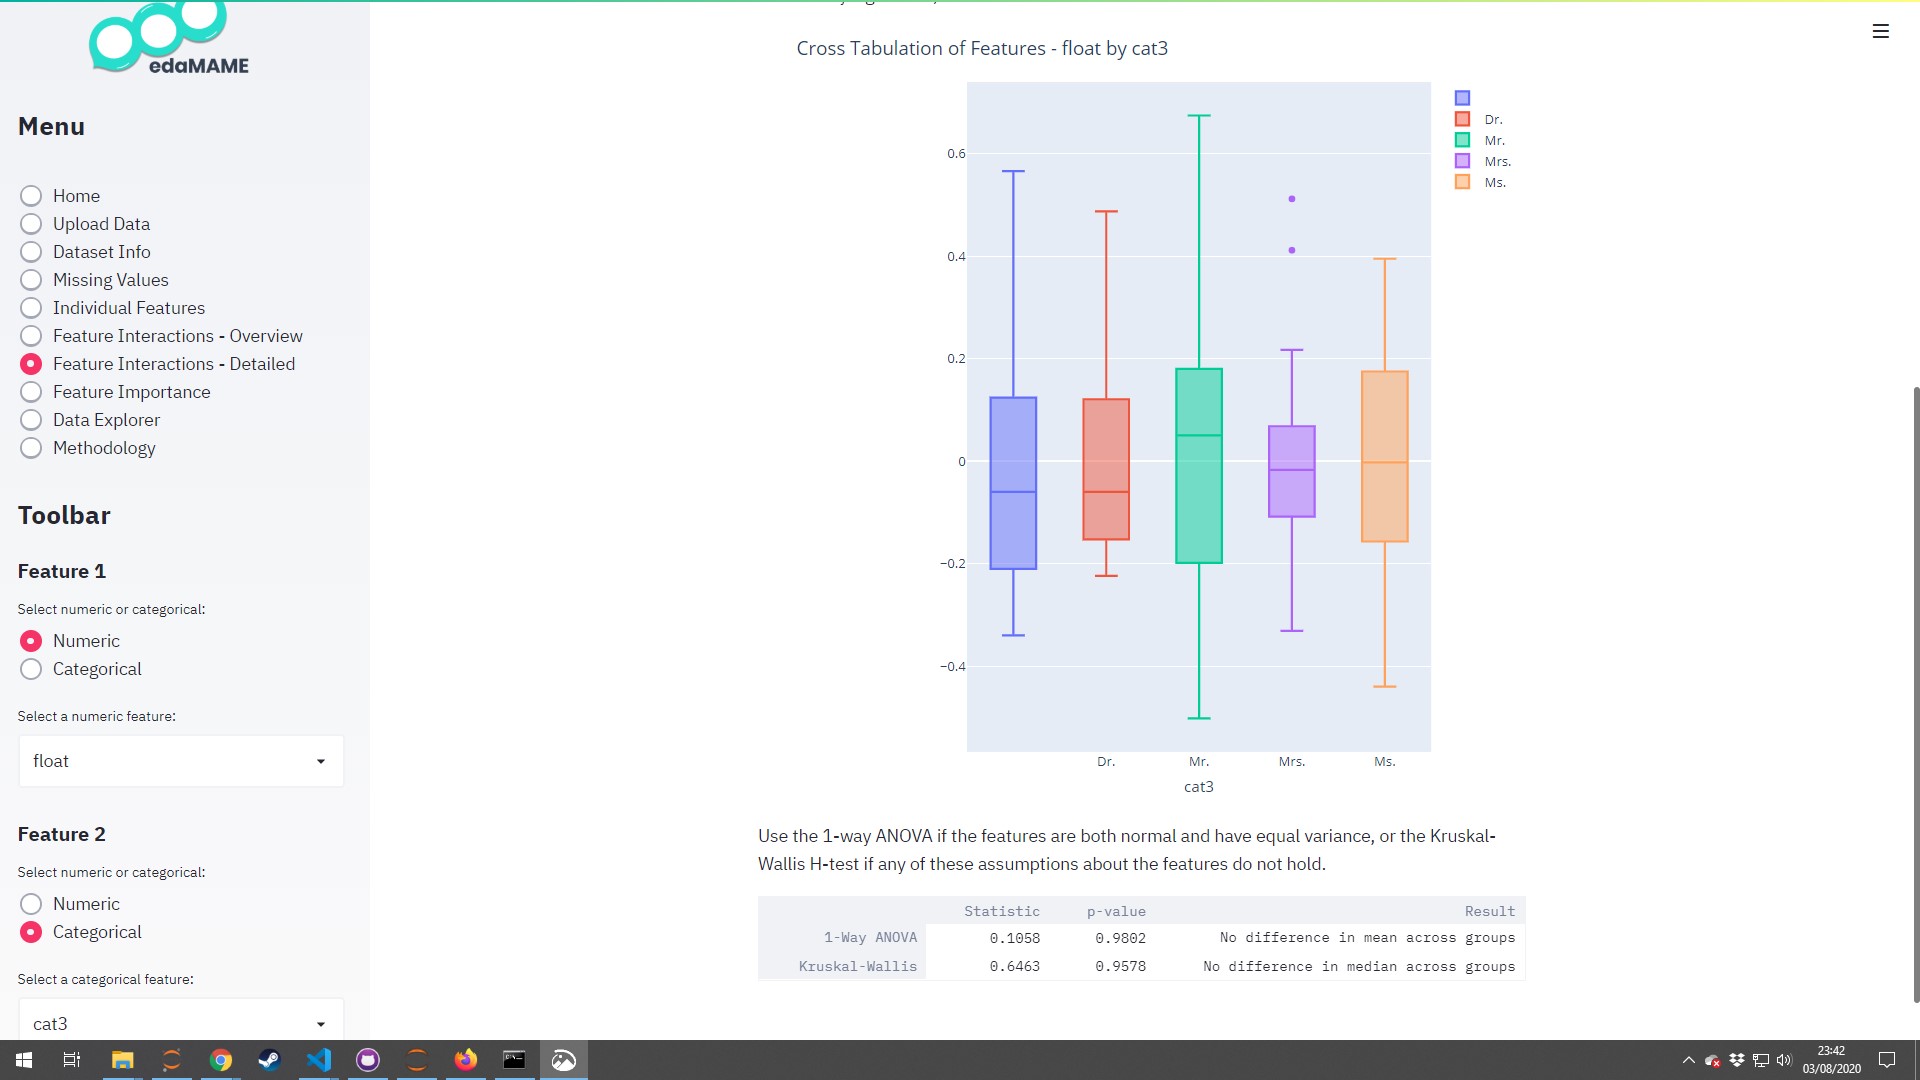 edaMAME
Menu
Home
Upload Data
Dataset Info
Missing Values
Individual Features
Feature Interactions - Overview
Feature Interactions - Detailed
Feature Importance
Data Explorer
Methodology
Toolbar
Feature 1
Select numeric or categorical:
Numeric
Categorical
Select a numeric feature:
float
Feature 2
Select numeric or categorical:
Numeric
Categorical
Select a categorical feature:
cat3
Cross Tabulation of Features - float by cat3
0.6
0.4
0.2
0
−0.2
−0.4
Dr. Mr. Mrs. Ms.
cat3
Dr.
Mr.
Mrs.
Ms.
Use the 1-way ANOVA if the features are both normal and have equal variance, or the Kruskal-
Wallis H-test if any of these assumptions about the features do not hold.
Statistic p-value Result
1-Way ANOVA 0.1058 0.9802 No difference in mean across groups
Kruskal-Wallis 0.6463 0.9578 No difference in median across groups
23:42
03/08/2020